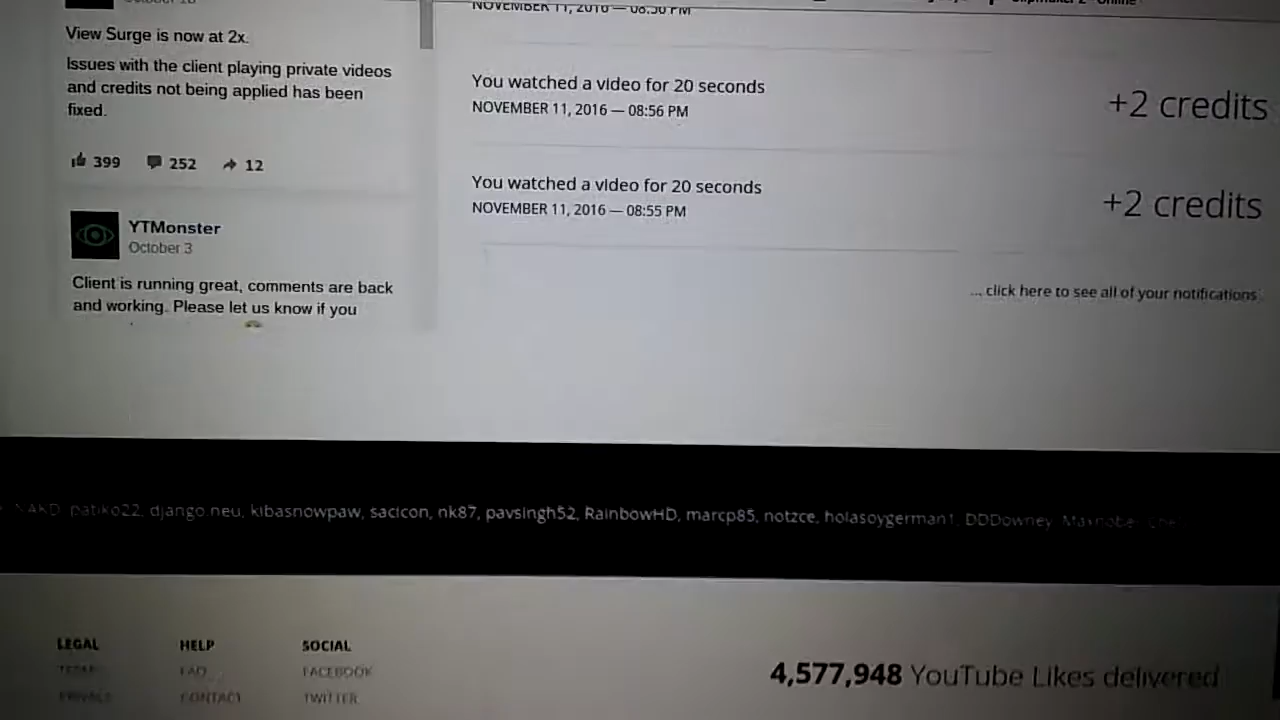 View Surge is now at 2x.
Issues with the client playing private videos
and credits not being applied has been
fixed.
399 252 12
YTMonster
October 3
Client is running great, comments are back
and working. Please let us know if you
NOVEMBER 11, 2016 — 08:56 PM
You watched a video for 20 seconds
NOVEMBER 11, 2016 — 08:56 PM
+2 credits
You watched a video for 20 seconds
NOVEMBER 11, 2016 — 08:55 PM
+2 credits
... click here to see all of your notifications.
patiko22, django.neu, kibasnowpaw, sacicon, nk87, pavsingh52, RainbowHD, marcp85, notzce, holasoygerman1, DDDowney,
LEGAL HELP SOCIAL
TERMS FAQ FACEBOOK
PRIVACY CONTACT TWITTER
4,577,948 YouTube Likes delivered